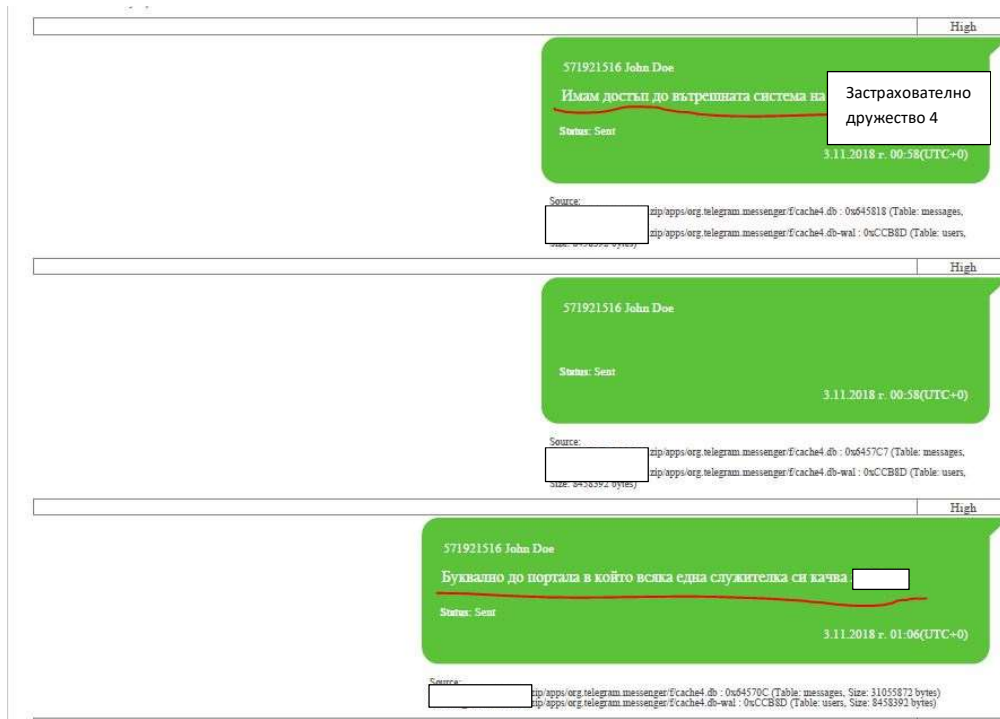 High
571921516 John Doe
Имам достъп до вътрешната система на
Застрахователно
дружество 4
Status: Sent
3.11.2018 г. 00:58(UTC+0)
Source:
zip/apps/org.telegram.messenger/f/cache4.db : 0x645818 (Table: messages,
zip/apps/org.telegram.messenger/f/cache4.db-wal : 0xCCB8D (Table: users,
High
571921516 John Doe
Status: Sent
3.11.2018 г. 00:58(UTC+0)
Source:
zip/apps/org.telegram.messenger/f/cache4.db : 0x6457C7 (Table: messages,
zip/apps/org.telegram.messenger/f/cache4.db-wal : 0xCCB8D (Table: users,
Size: 8458392 bytes)
High
571921516 John Doe
Буквално до портала в който всяка една служителка си качва
Status: Sent
3.11.2018 г. 01:06(UTC+0)
Source:
zip/apps/org.telegram.messenger/f/cache4.db : 0x64570C (Table: messages, Size: 31055872 bytes)
zip/apps/org.telegram.messenger/f/cache4.db-wal : 0xCCB8D (Table: users, Size: 8458392 bytes)